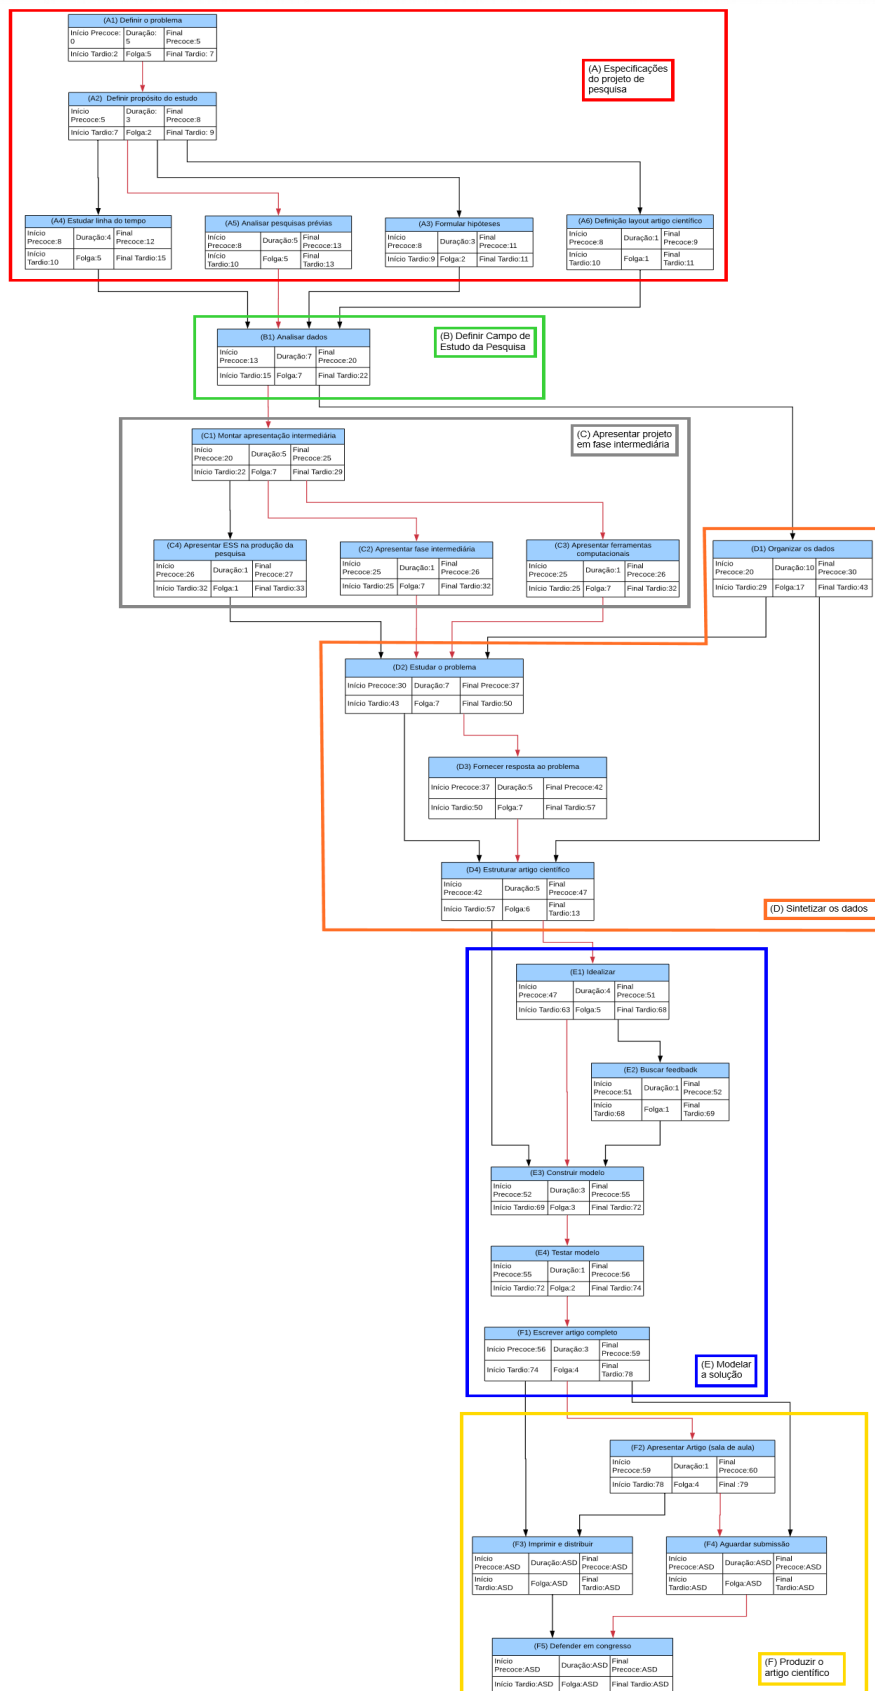 (A1) Definir o problema
Início Precoce:
0
Duração:
5
Final
Precoce:5
Início Tardio:2
Folga:5
Final Tardio: 7
(A) Especificações
do projeto de
pesquisa
(A2) Definir propósito do estudo
Início
Precoce:5
Duração:
3
Final
Precoce:8
Início Tardio:7
Folga:2
Final Tardio: 9
(A4) Estudar linha do tempo
Início
Precoce:8
Duração:4
Final
Precoce:12
Início
Tardio:10
Folga:5
Final Tardio:15
(A5) Analisar pesquisas prévias
Início
Precoce:8
Duração:5
Final
Precoce:13
Início
Tardio:10
Folga:5
Final
Tardio:13
(A3) Formular hipóteses
Início
Precoce:8
Duração:3
Final
Precoce:11
Início Tardio:9
Folga:2
Final Tardio:11
(A6) Definição layout artigo científico
Início
Precoce:8
Duração:1
Final
Precoce:9
Início
Tardio:10
Folga:1
Final
Tardio:11
(B1) Analisar dados
Início
Precoce:13
Duração:7
Final
Precoce:20
Início Tardio:15
Folga:7
Final Tardio:22
(B) Definir Campo de
Estudo da Pesquisa
(C1) Montar apresentação intermediária
Início
Precoce:20
Duração:5
Final
Precoce:25
Início Tardio:22
Folga:7
Final Tardio:29
(C) Apresentar projeto
em fase intermediária
(C4) Apresentar ESS na produção da
pesquisa
Início
Precoce:26
Duração:1
Final
Precoce:27
Início Tardio:32
Folga:1
Final Tardio:33
(C2) Apresentar fase intermediária
Início
Precoce:25
Duração:1
Final
Precoce:26
Início Tardio:25
Folga:7
Final Tardio:32
(C3) Apresentar ferramentas
computacionais
Início
Precoce:25
Duração:1
Final
Precoce:26
Início Tardio:25
Folga:7
Final Tardio:32
(D1) Organizar os dados
Início
Precoce:20
Duração:10
Final
Precoce:30
Início Tardio:29
Folga:17
Final Tardio:43
(D2) Estudar o problema
Início Precoce:30
Duração:7
Final Precoce:37
Início Tardio:43
Folga:7
Final Tardio:50
(D3) Fornecer resposta ao problema
Início Precoce:37
Duração:5
Final Precoce:42
Início Tardio:50
Folga:7
Final Tardio:57
(D4) Estruturar artigo científico
Início
Precoce:42
Duração:5
Final
Precoce:47
Início Tardio:57
Folga:6
Final
Tardio:13
(D) Sintetizar os dados
(E1) Idealizar
Início
Precoce:47
Duração:4
Final
Precoce:51
Início Tardio:63
Folga:5
Final Tardio:68
(E2) Buscar feedbadk
Início
Precoce:51
Duração:1
Final
Precoce:52
Início
Tardio:68
Folga:1
Final
Tardio:69
(E3) Construir modelo
Início
Precoce:52
Duração:3
Final
Precoce:55
Início Tardio:69
Folga:3
Final Tardio:72
(E4) Testar modelo
Início
Precoce:55
Duração:1
Final
Precoce:56
Início Tardio:72
Folga:2
Final Tardio:74
(F1) Escrever artigo completo
Início Precoce:56
Duração:3
Final
Precoce:59
Início Tardio:74
Folga:4
Final
Tardio:78
(E) Modelar
a solução
(F2) Apresentar Artigo (sala de aula)
Início
Precoce:59
Duração:1
Final
Precoce:60
Início Tardio:78
Folga:4
Final :79
(F3) Imprimir e distribuir
Início
Precoce:ASD
Duração:ASD
Final
Precoce:ASD
Início
Tardio:ASD
Folga:ASD
Final
Tardio:ASD
(F4) Aguardar submissão
Início
Precoce:ASD
Duração:ASD
Final
Precoce:ASD
Início
Tardio:ASD
Folga:ASD
Final
Tardio:ASD
(F5) Defender em congresso
Início
Precoce:ASD
Duração:ASD
Final
Precoce:ASD
Início Tardio:ASD
Folga:ASD
Final Tardio:ASD
(F) Produzir o
artigo científico